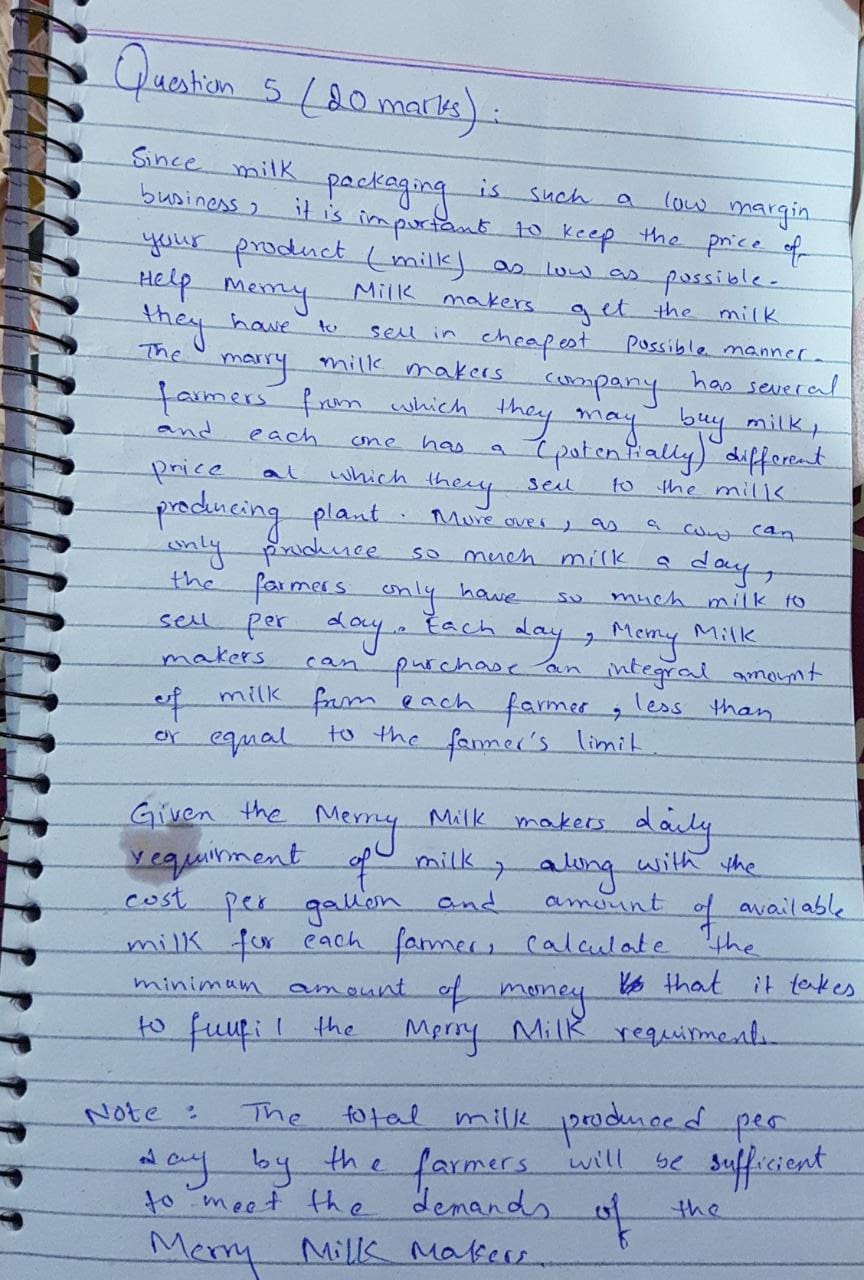 Question 5 (20 marks):
Since milk packaging is such a low margin
business, it is important to keep the price of
your product (milk) as low as possible.
Help Merry Milk makers get the milk
they have to sell in cheapest possible manner.
The marry milk makers company has several
farmers from which they may buy milk,
and each one has a (potentially) different
price at which they sell to the milk
producing plant. More over, as a cow can
only produce so much milk a day,
the farmers only have so much milk to
sell per day. Each day, Merry Milk
makers can purchase an integral amount
of milk from each farmer, less than
or equal to the farmer's limit.
Given the Merry Milk makers daily
requirment of milk, along with the
cost per gallon and amount of available
milk for each farmer, calculate the
minimum amount of money that it takes
to fulfil the Merry Milk requirments.
Note: The total milk produced per
day by the farmers will be sufficient
to meet the demands of the
Merry Milk Makers.